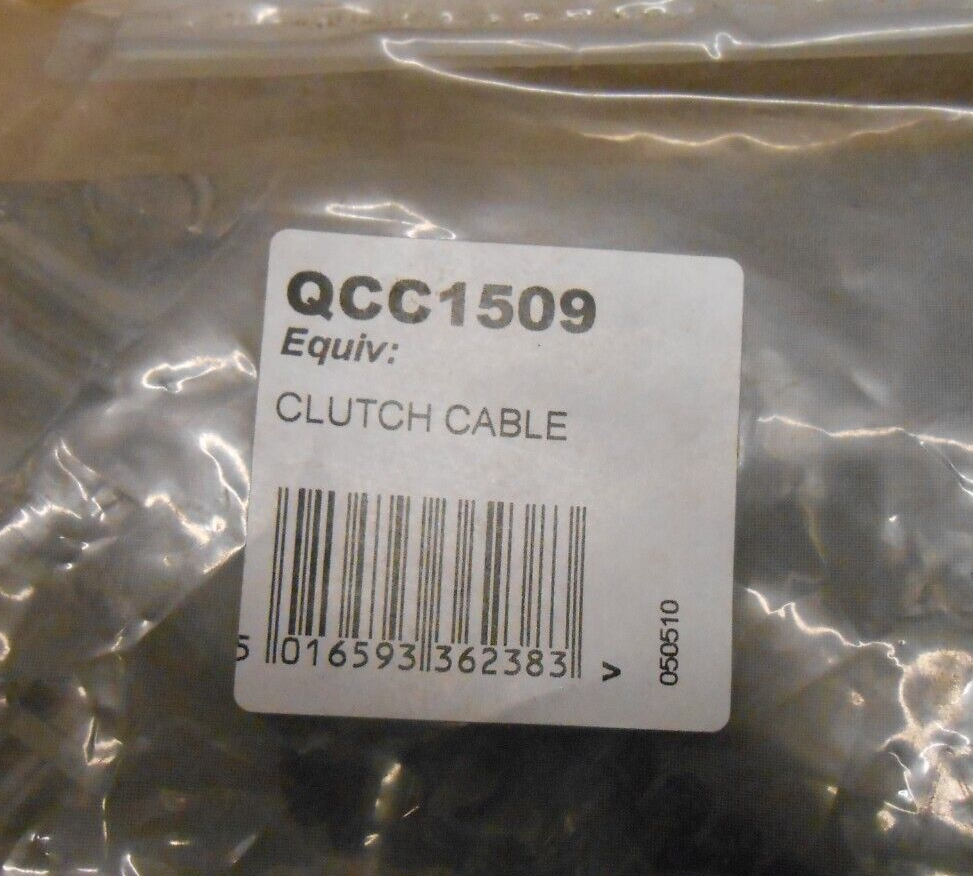 QCC1509
Equiv:
CLUTCH CABLE
5 016593 362383 v
050510